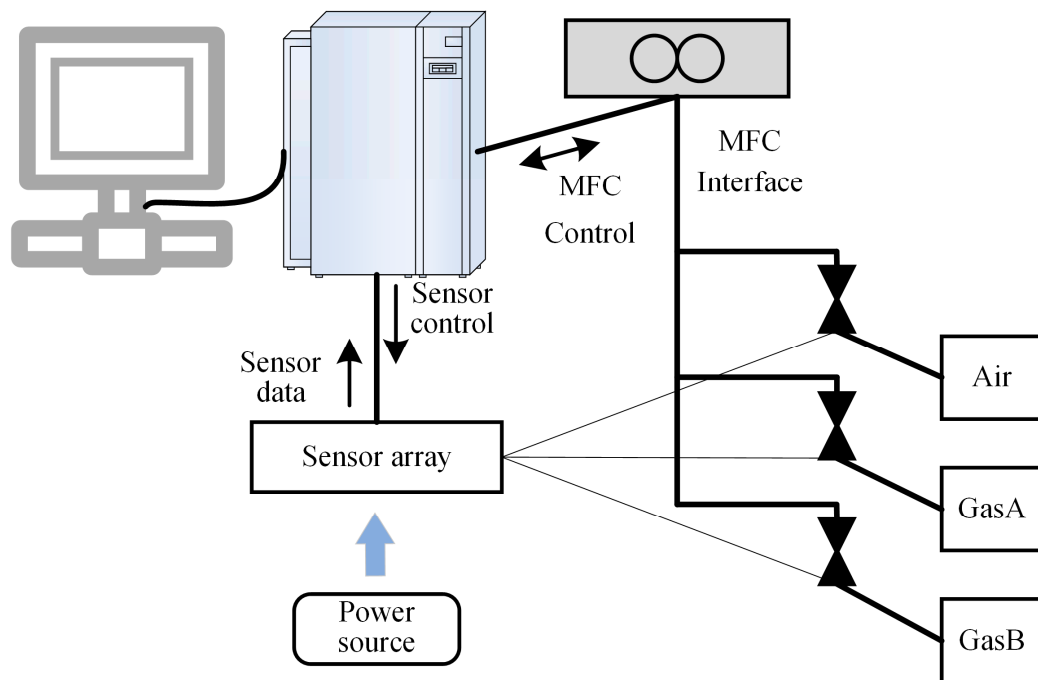 MFC
Interface
MFC
Control
Sensor
control
Sensor
data
Air
Sensor array
GasA
Power
source
GasB